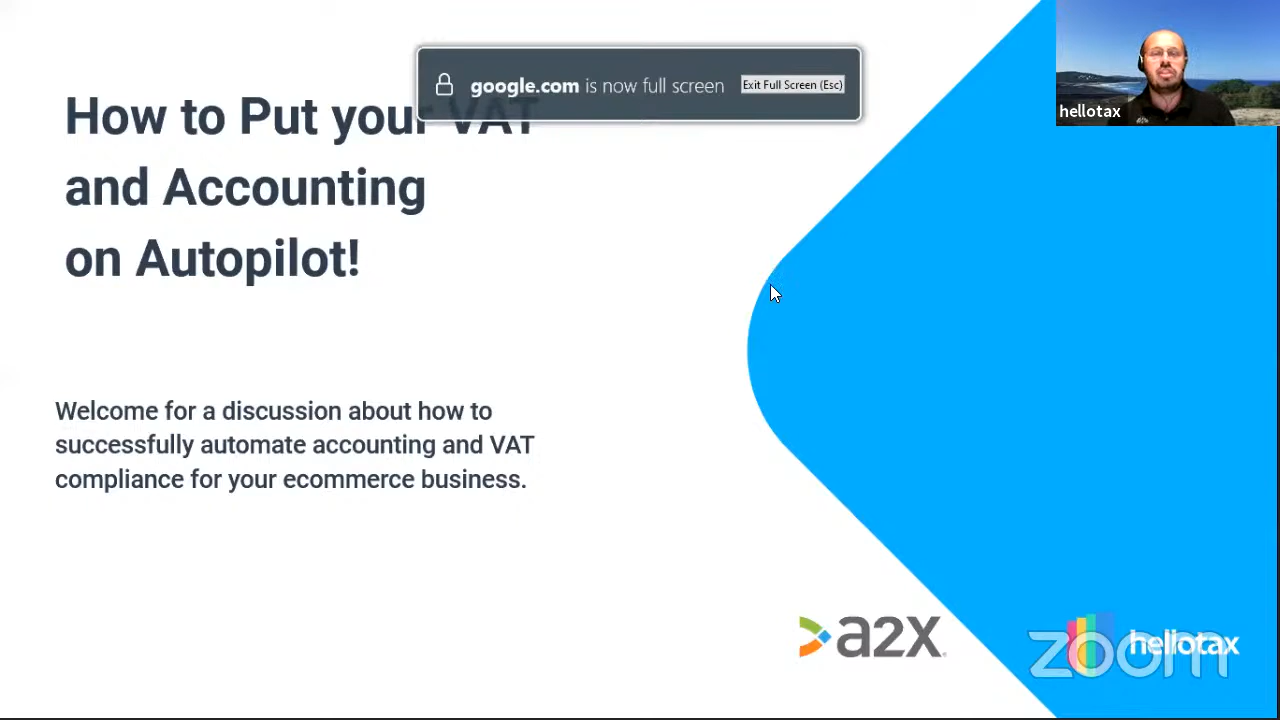 google.com is now full screen
Exit Full Screen (Esc)
hellotax
How to Put your VAT
and Accounting
on Autopilot!
Welcome for a discussion about how to
successfully automate accounting and VAT
compliance for your ecommerce business.
a2x
hellotax
zoom